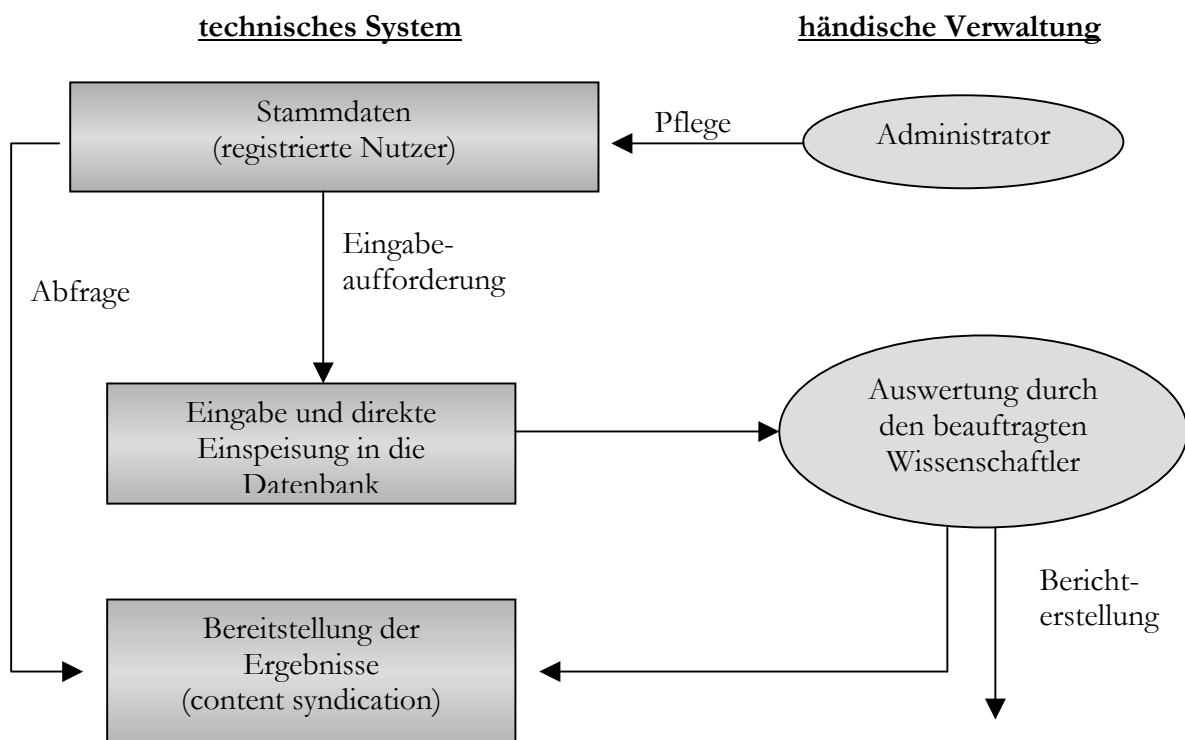 technisches System
händische Verwaltung
Stammdaten
(registrierte Nutzer)
Pflege
Administrator
Eingabe-
aufforderung
Abfrage
Eingabe und direkte
Einspeisung in die
Datenbank
Auswertung durch
den beauftragten
Wissenschaftler
Bericht-
erstellung
Bereitstellung der
Ergebnisse
(content syndication)